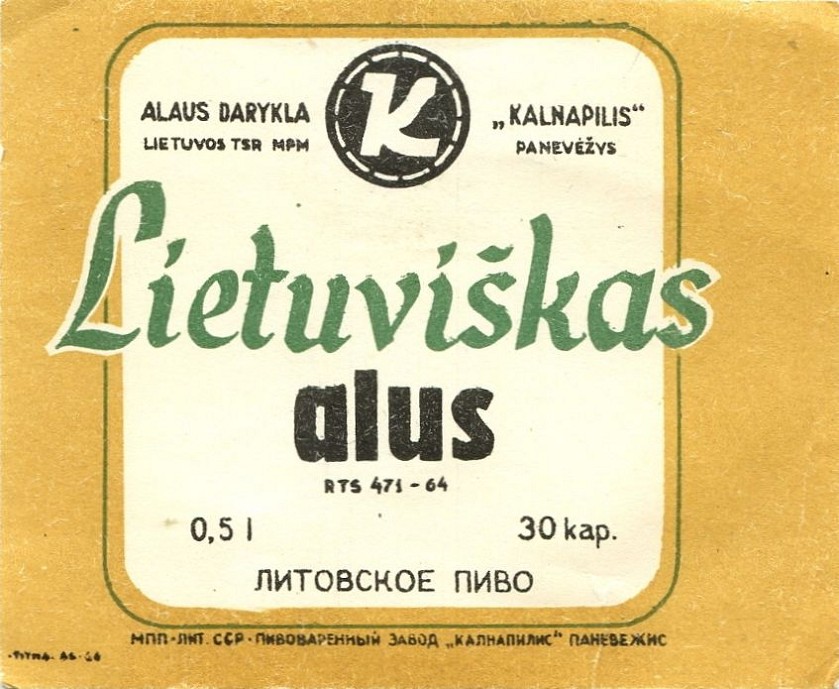 ALAUS DARYKLA
LIETUVOS TSR MPM
K
„KALNAPILIS“
PANEVĖŽYS
Lietuviškas
alus
RTS 471-64
0,5 l
30 kap.
ЛИТОВСКОЕ ПИВО
МПП·ЛИТ. ССР·ПИВОВАРЕННЫЙ ЗАВОД „КАЛНАПИЛИС“ ПАНЕВЕЖИС